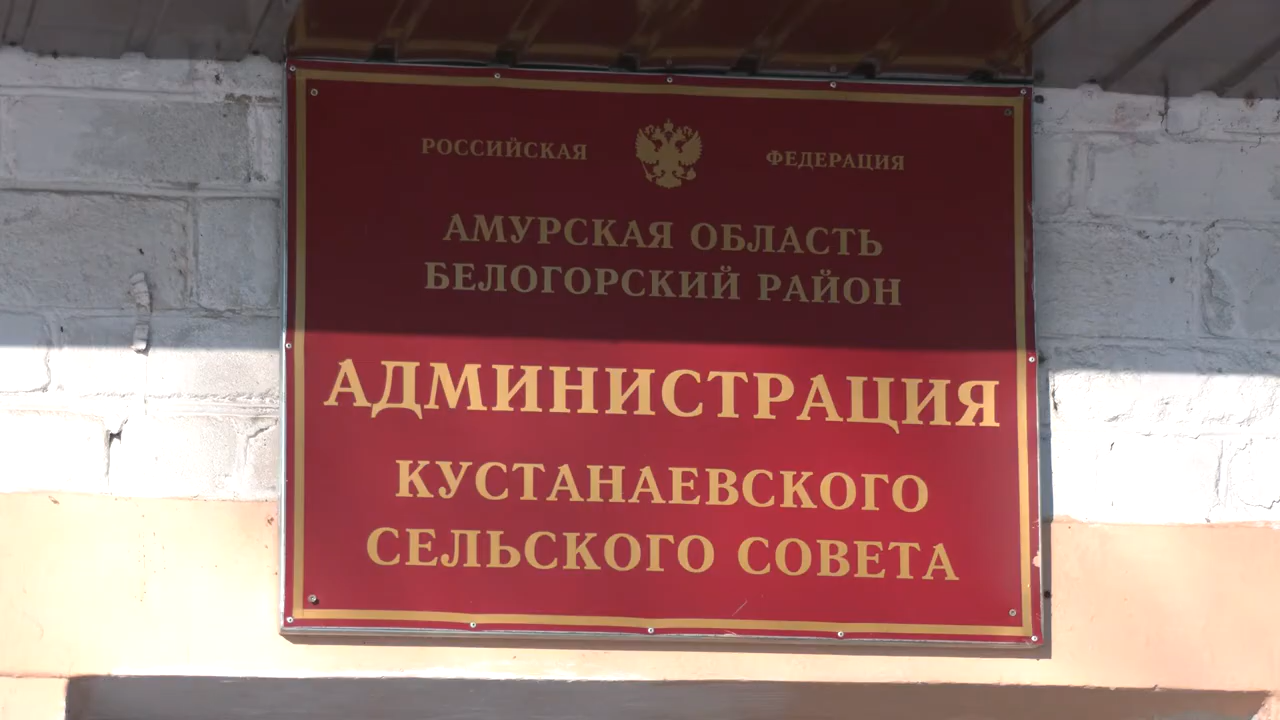 РОССИЙСКАЯ ФЕДЕРАЦИЯ
АМУРСКАЯ ОБЛАСТЬ
БЕЛОГОРСКИЙ РАЙОН
АДМИНИСТРАЦИЯ
КУСТАНАЕВСКОГО
СЕЛЬСКОГО СОВЕТА